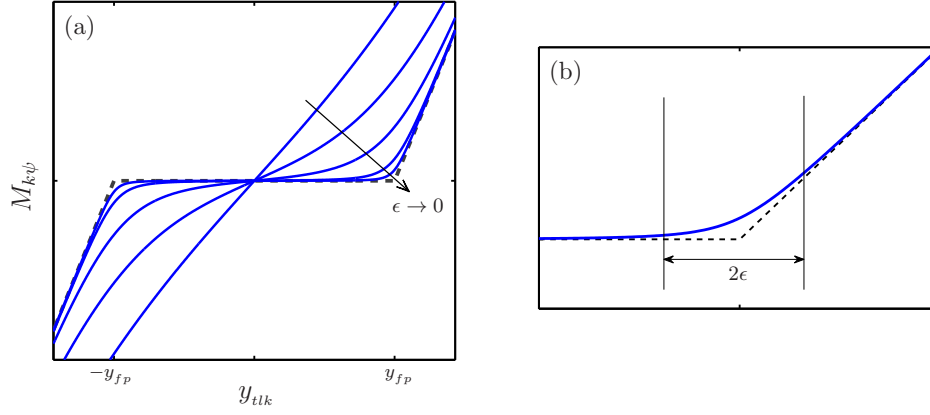 (a)
M_{kψ}
ϵ → 0
−y_{fp}
y_{fp}
y_{tlk}
(b)
2ϵ